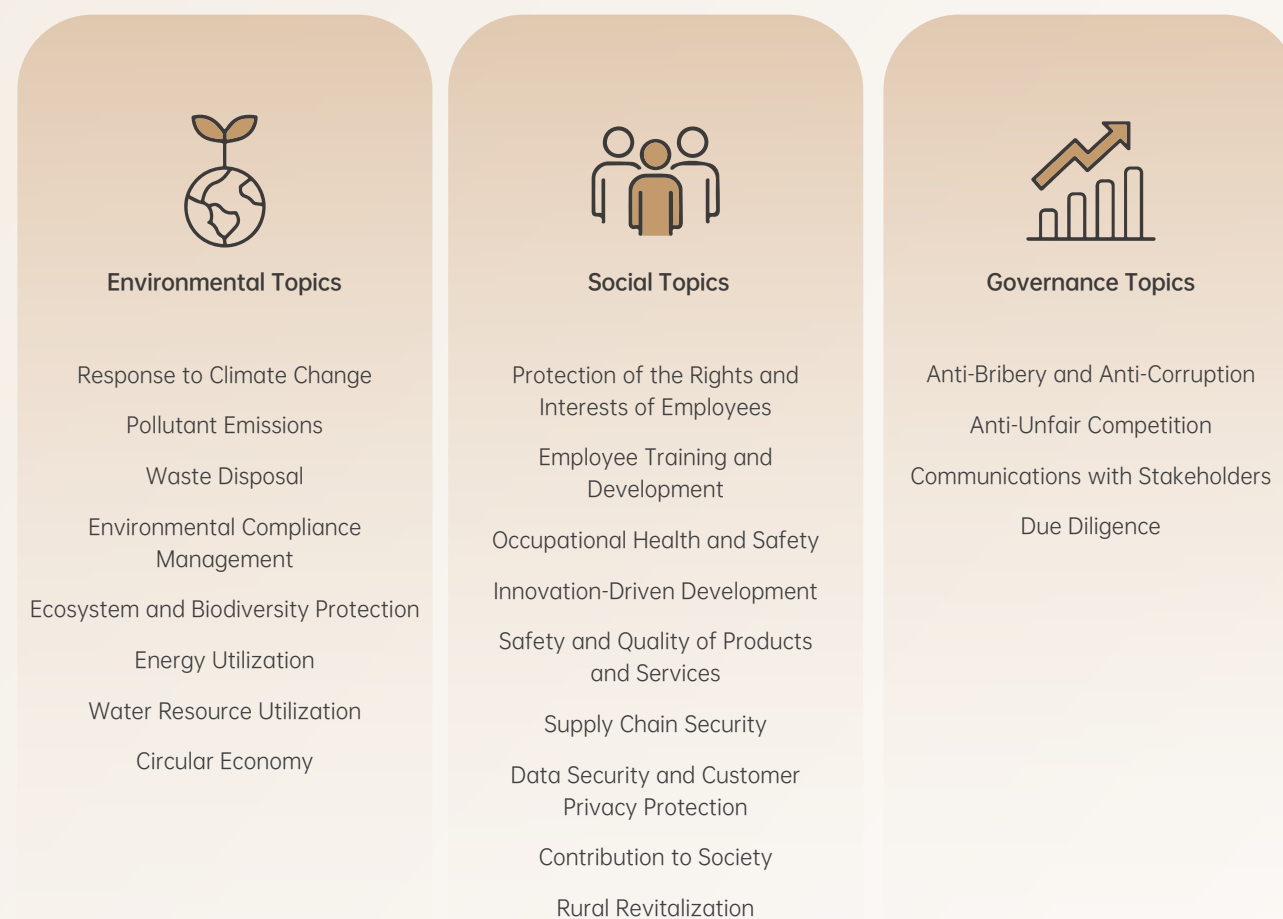 Environmental Topics
Response to Climate Change
Pollutant Emissions
Waste Disposal
Environmental Compliance
Management
Ecosystem and Biodiversity Protection
Energy Utilization
Water Resource Utilization
Circular Economy
Social Topics
Protection of the Rights and
Interests of Employees
Employee Training and
Development
Occupational Health and Safety
Innovation-Driven Development
Safety and Quality of Products
and Services
Supply Chain Security
Data Security and Customer
Privacy Protection
Contribution to Society
Rural Revitalization
Governance Topics
Anti-Bribery and Anti-Corruption
Anti-Unfair Competition
Communications with Stakeholders
Due Diligence